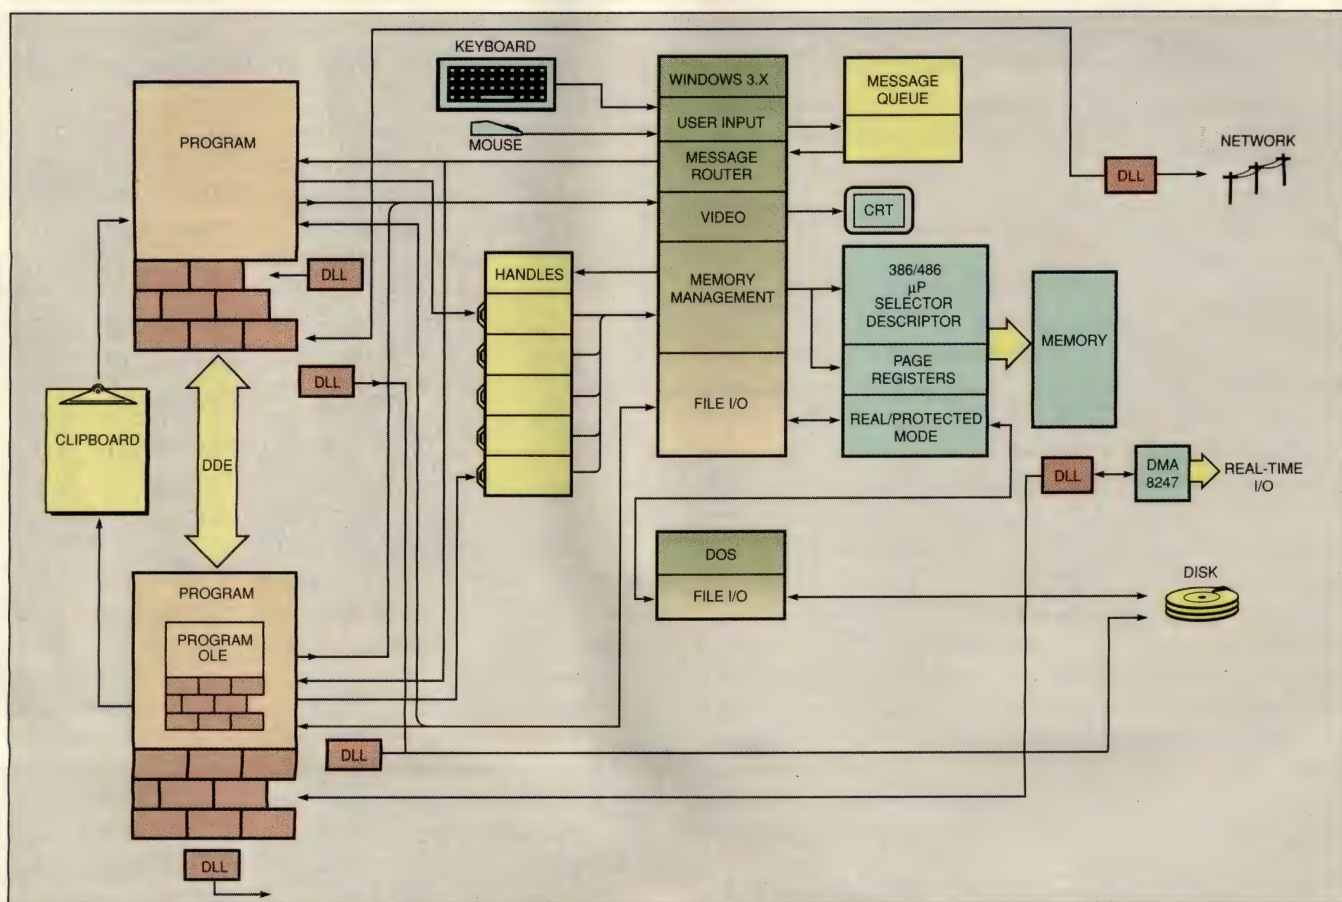 KEYBOARD
MOUSE
PROGRAM
DLL
DLL
CLIPBOARD
DDE
PROGRAM
PROGRAM
OLE
DLL
DLL
HANDLES
WINDOWS 3.X
USER INPUT
MESSAGE
ROUTER
VIDEO
MEMORY
MANAGEMENT
FILE I/O
MESSAGE
QUEUE
CRT
386/486
µP
SELECTOR
DESCRIPTOR
PAGE
REGISTERS
REAL/PROTECTED
MODE
MEMORY
DLL
NETWORK
DLL
DMA
8247
REAL-TIME
I/O
DOS
FILE I/O
DISK